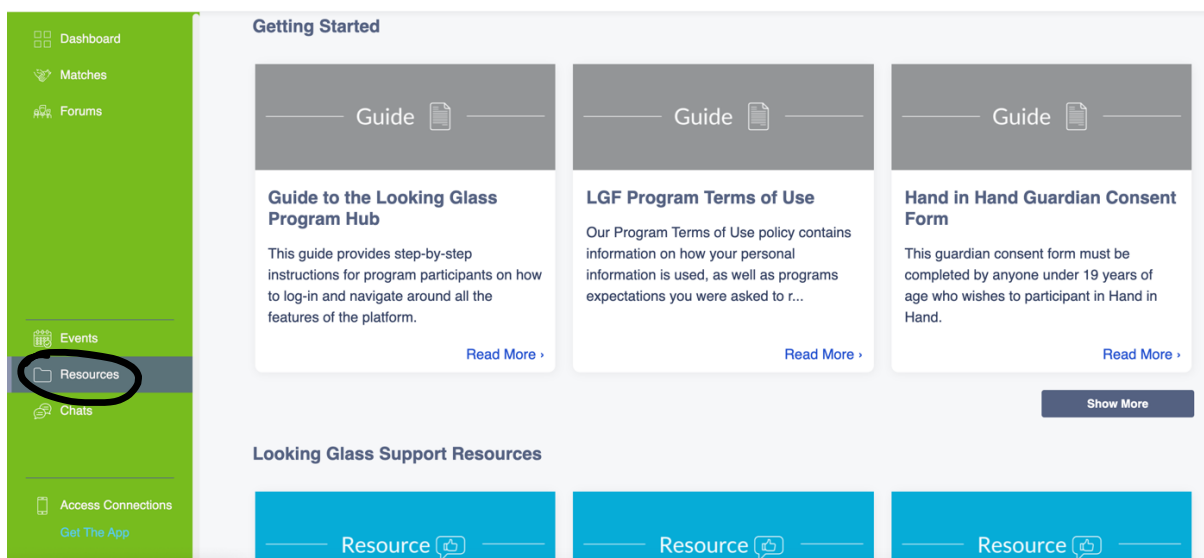 Dashboard
Matches
Forums
Events
Resources
Chats
Access Connections
Get The App
Getting Started
Guide
Guide to the Looking Glass
Program Hub
This guide provides step-by-step
instructions for program participants on how
to log-in and navigate around all the
features of the platform.
Read More ›
Guide
LGF Program Terms of Use
Our Program Terms of Use policy contains
information on how your personal
information is used, as well as programs
expectations you were asked to r...
Read More ›
Guide
Hand in Hand Guardian Consent
Form
This guardian consent form must be
completed by anyone under 19 years of
age who wishes to participant in Hand in
Hand.
Read More ›
Show More
Looking Glass Support Resources
Resource
Resource
Resource